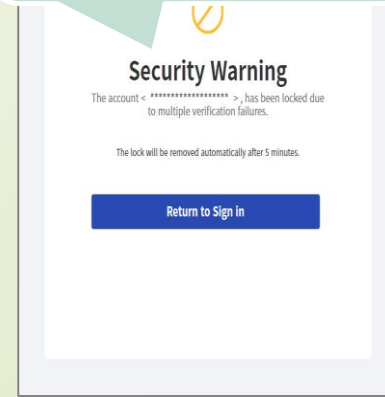 Security Warning
The account < ******************* > , has been locked due
to multiple verification failures.
The lock will be removed automatically after 5 minutes.
Return to Sign in